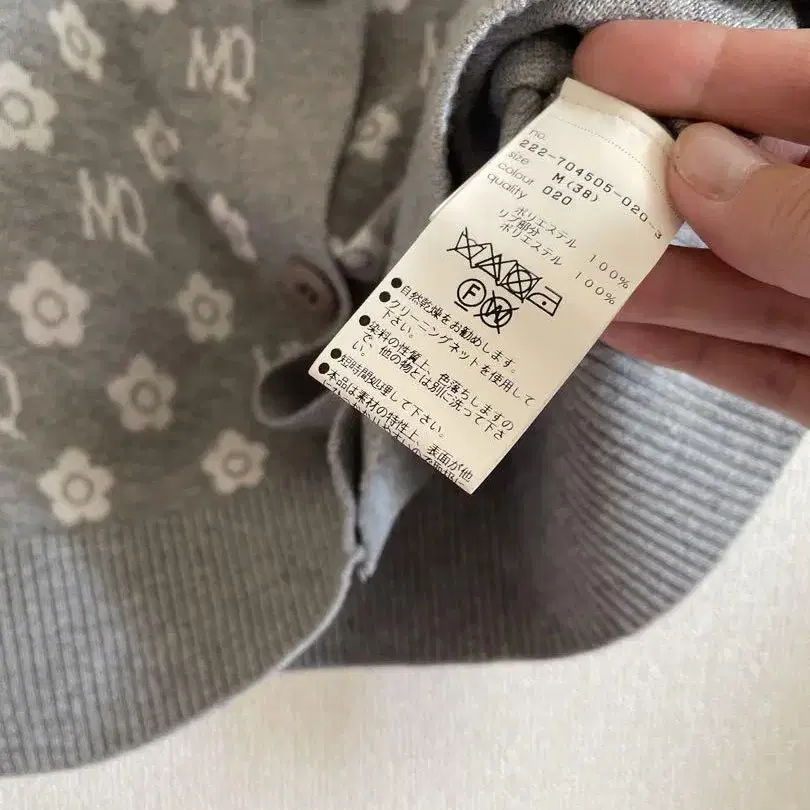 MQ
MQ
no.
222-704505-020-3
size
M(38)
colour
020
quality
ポリエステル 100%
リブ部分
ポリエステル 100%
F W
●自然乾燥をお勧めします。
●クリーニングネットを使用して
下さい。
●染料の性質上、色落ちしますの
で、他の物とは別に洗って下さ
い。
●短時間処理して下さい。
●本品は素材の特性上、表面が他